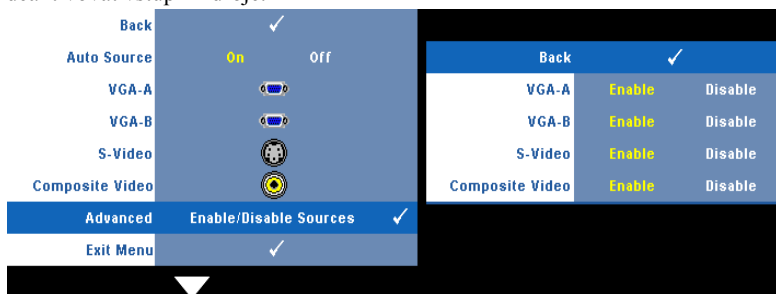 Back
Auto Source On Off
VGA-A
VGA-B
S-Video
Composite Video
Advanced Enable/Disable Sources
Exit Menu
Back
VGA-A Enable Disable
VGA-B Enable Disable
S-Video Enable Disable
Composite Video Enable Disable